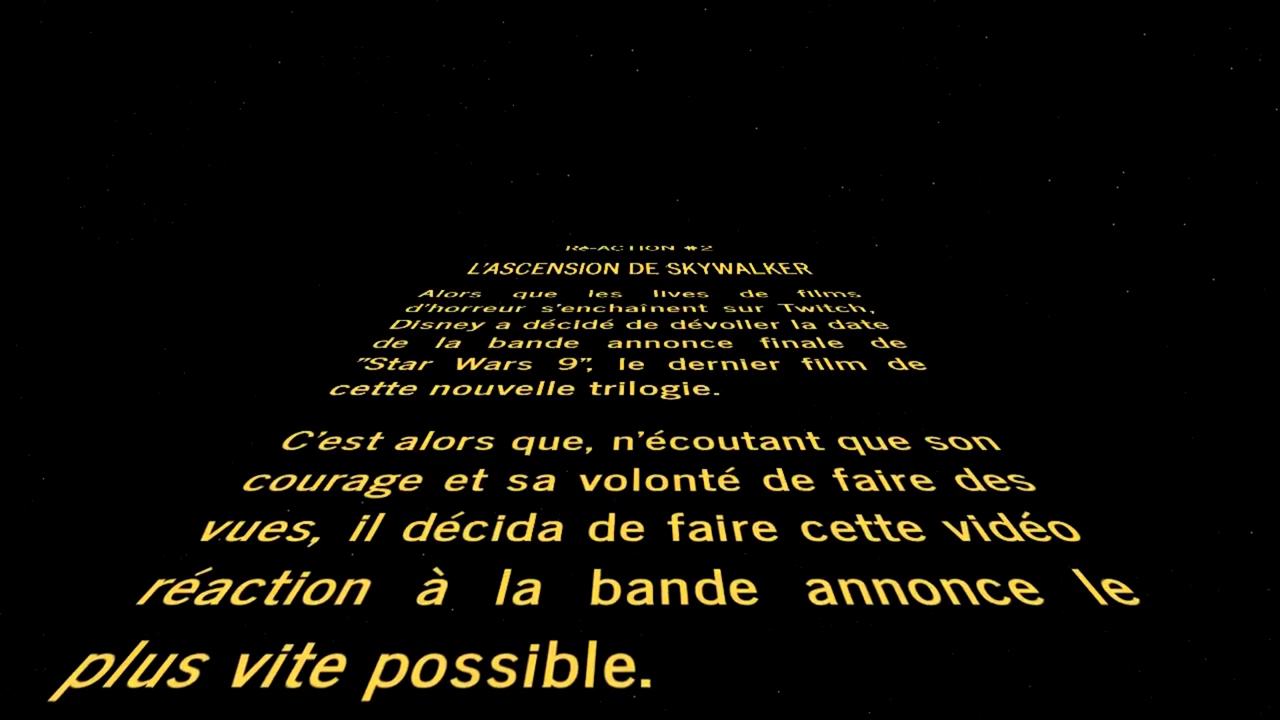 Ré-ACTION #2
L'ASCENSION DE SKYWALKER
Alors que les lives de films
d'horreur s'enchaînent sur Twitch,
Disney a décidé de dévoiler la date
de la bande annonce finale de
"Star Wars 9", le dernier film de
cette nouvelle trilogie.
C'est alors que, n'écoutant que son
courage et sa volonté de faire des
vues, il décida de faire cette vidéo
réaction à la bande annonce le
plus vite possible.